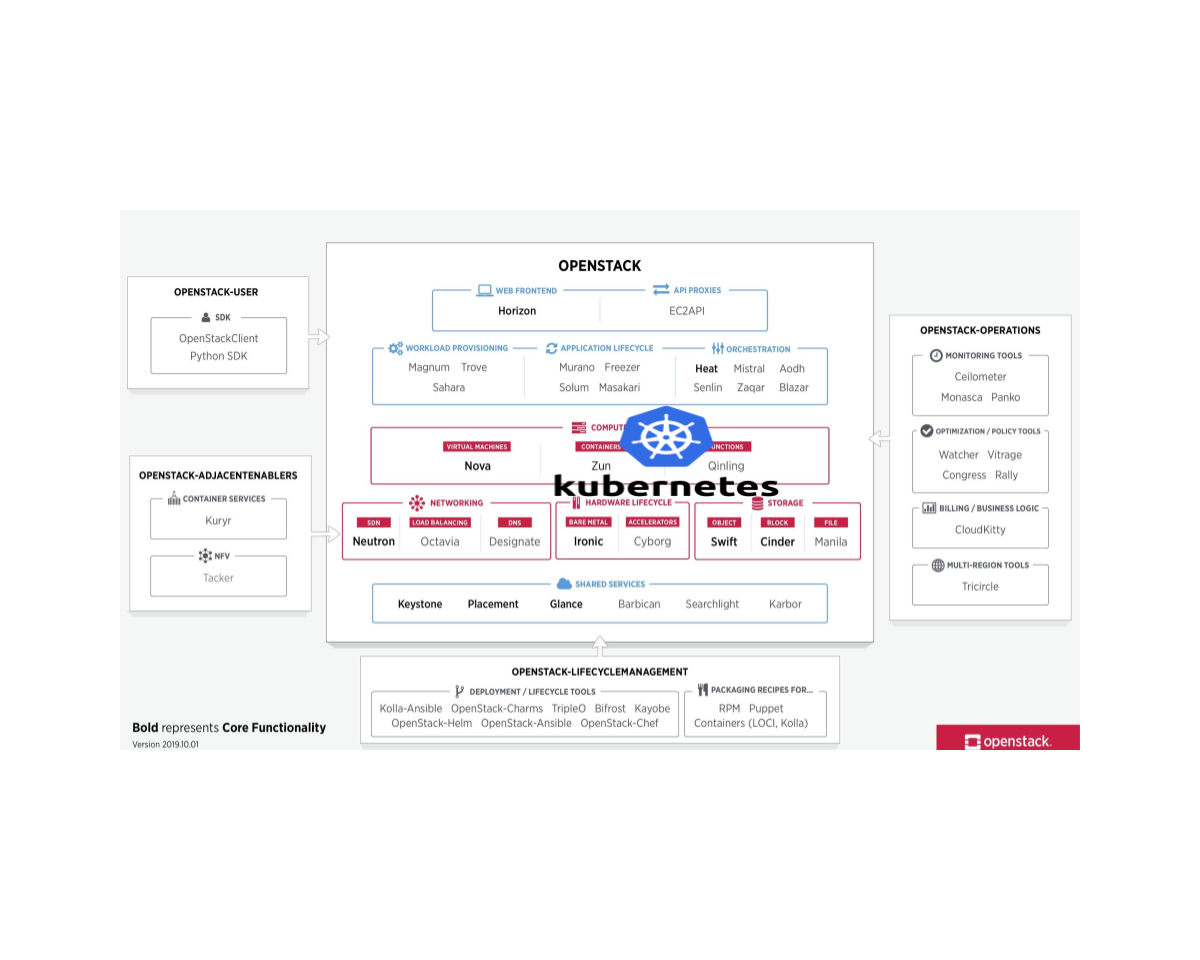 OPENSTACK
WEB FRONTEND
API PROXIES
Horizon
EC2API
WORKLOAD PROVISIONING
APPLICATION LIFECYCLE
ORCHESTRATION
Magnum Trove
Sahara
Murano Freezer
Solum Masakari
Heat Mistral Aodh
Senlin Zaqar Blazar
VIRTUAL MACHINES
CONTAINERS
Nova
Zun
Qinling
kubernetes
NETWORKING
HARDWARE LIFECYCLE
STORAGE
SDN
LOAD BALANCING
DNS
BARE METAL
ACCELERATORS
OBJECT
BLOCK
FILE
Neutron
Octavia
Designate
Ironic
Cyborg
Swift
Cinder
Manila
SHARED SERVICES
Keystone Placement Glance Barbican Searchlight Karbor
OPENSTACK-USER
SDK
OpenStackClient
Python SDK
OPENSTACK-ADJACENTENABLERS
CONTAINER SERVICES
Kuryr
NFV
Tacker
OPENSTACK-OPERATIONS
MONITORING TOOLS
Ceilometer
Monasca Panko
OPTIMIZATION / POLICY TOOLS
Watcher Vitrage
Congress Rally
BILLING / BUSINESS LOGIC
CloudKitty
MULTI-REGION TOOLS
Tricircle
OPENSTACK-LIFECYCLEMANAGEMENT
DEPLOYMENT / LIFECYCLE TOOLS
Kolla-Ansible OpenStack-Charms TripleO Bifrost Kayobe
OpenStack-Helm OpenStack-Ansible OpenStack-Chef
PACKAGING RECIPES FOR...
RPM Puppet
Containers (LOCI, Kolla)
Bold represents Core Functionality
Version 2019.10.01
openstack.